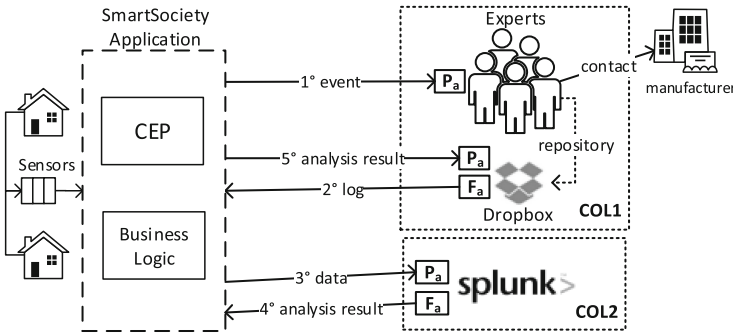 SmartSociety
Application
Experts
1° event
Pa
contact
manufacturer
CEP
Sensors
5° analysis result
Pa
repository
2° log
Fa
Dropbox
COL1
Business
Logic
3° data
Pa
splunk>
4° analysis result
Fa
COL2